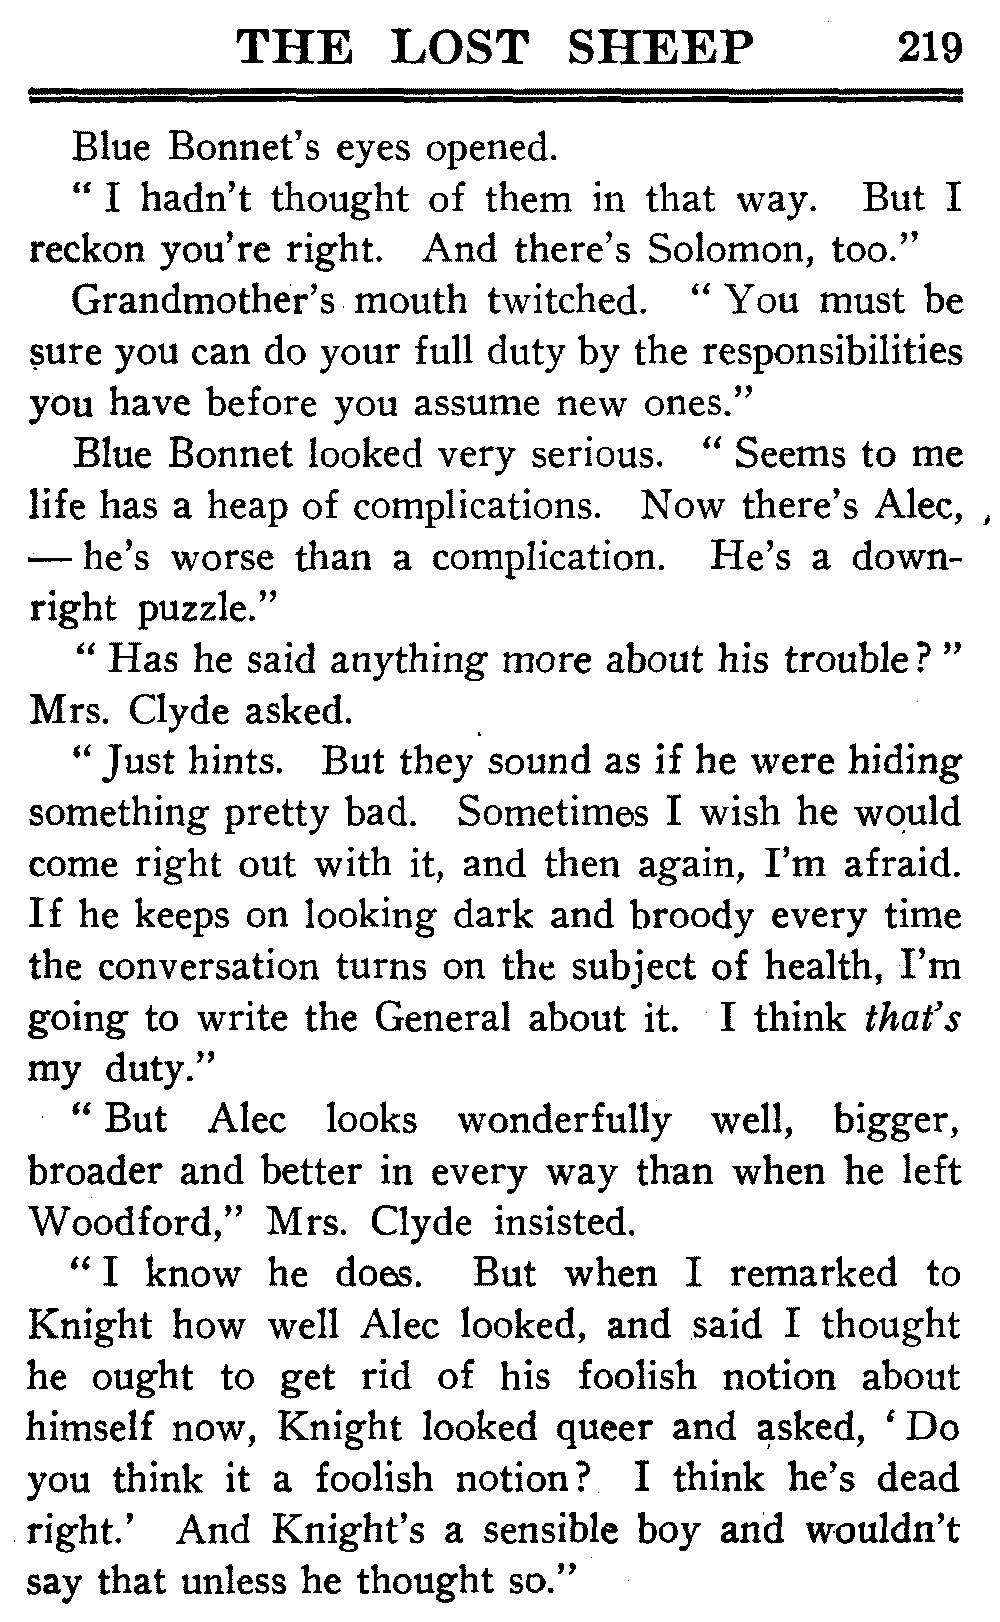 THE LOST SHEEP 219
Blue Bonnet's eyes opened.
" I hadn't thought of them in that way. But I
reckon you're right. And there's Solomon, too."
Grandmother's mouth twitched. " You must be
sure you can do your full duty by the responsibilities
you have before you assume new ones."
Blue Bonnet looked very serious. " Seems to me
life has a heap of complications. Now there's Alec,
— he's worse than a complication. He's a down-
right puzzle."
" Has he said anything more about his trouble? "
Mrs. Clyde asked.
" Just hints. But they sound as if he were hiding
something pretty bad. Sometimes I wish he would
come right out with it, and then again, I'm afraid.
If he keeps on looking dark and broody every time
the conversation turns on the subject of health, I'm
going to write the General about it. I think that's
my duty."
" But Alec looks wonderfully well, bigger,
broader and better in every way than when he left
Woodford," Mrs. Clyde insisted.
" I know he does. But when I remarked to
Knight how well Alec looked, and said I thought
he ought to get rid of his foolish notion about
himself now, Knight looked queer and asked, ' Do
you think it a foolish notion? I think he's dead
right.' And Knight's a sensible boy and wouldn't
say that unless he thought so."